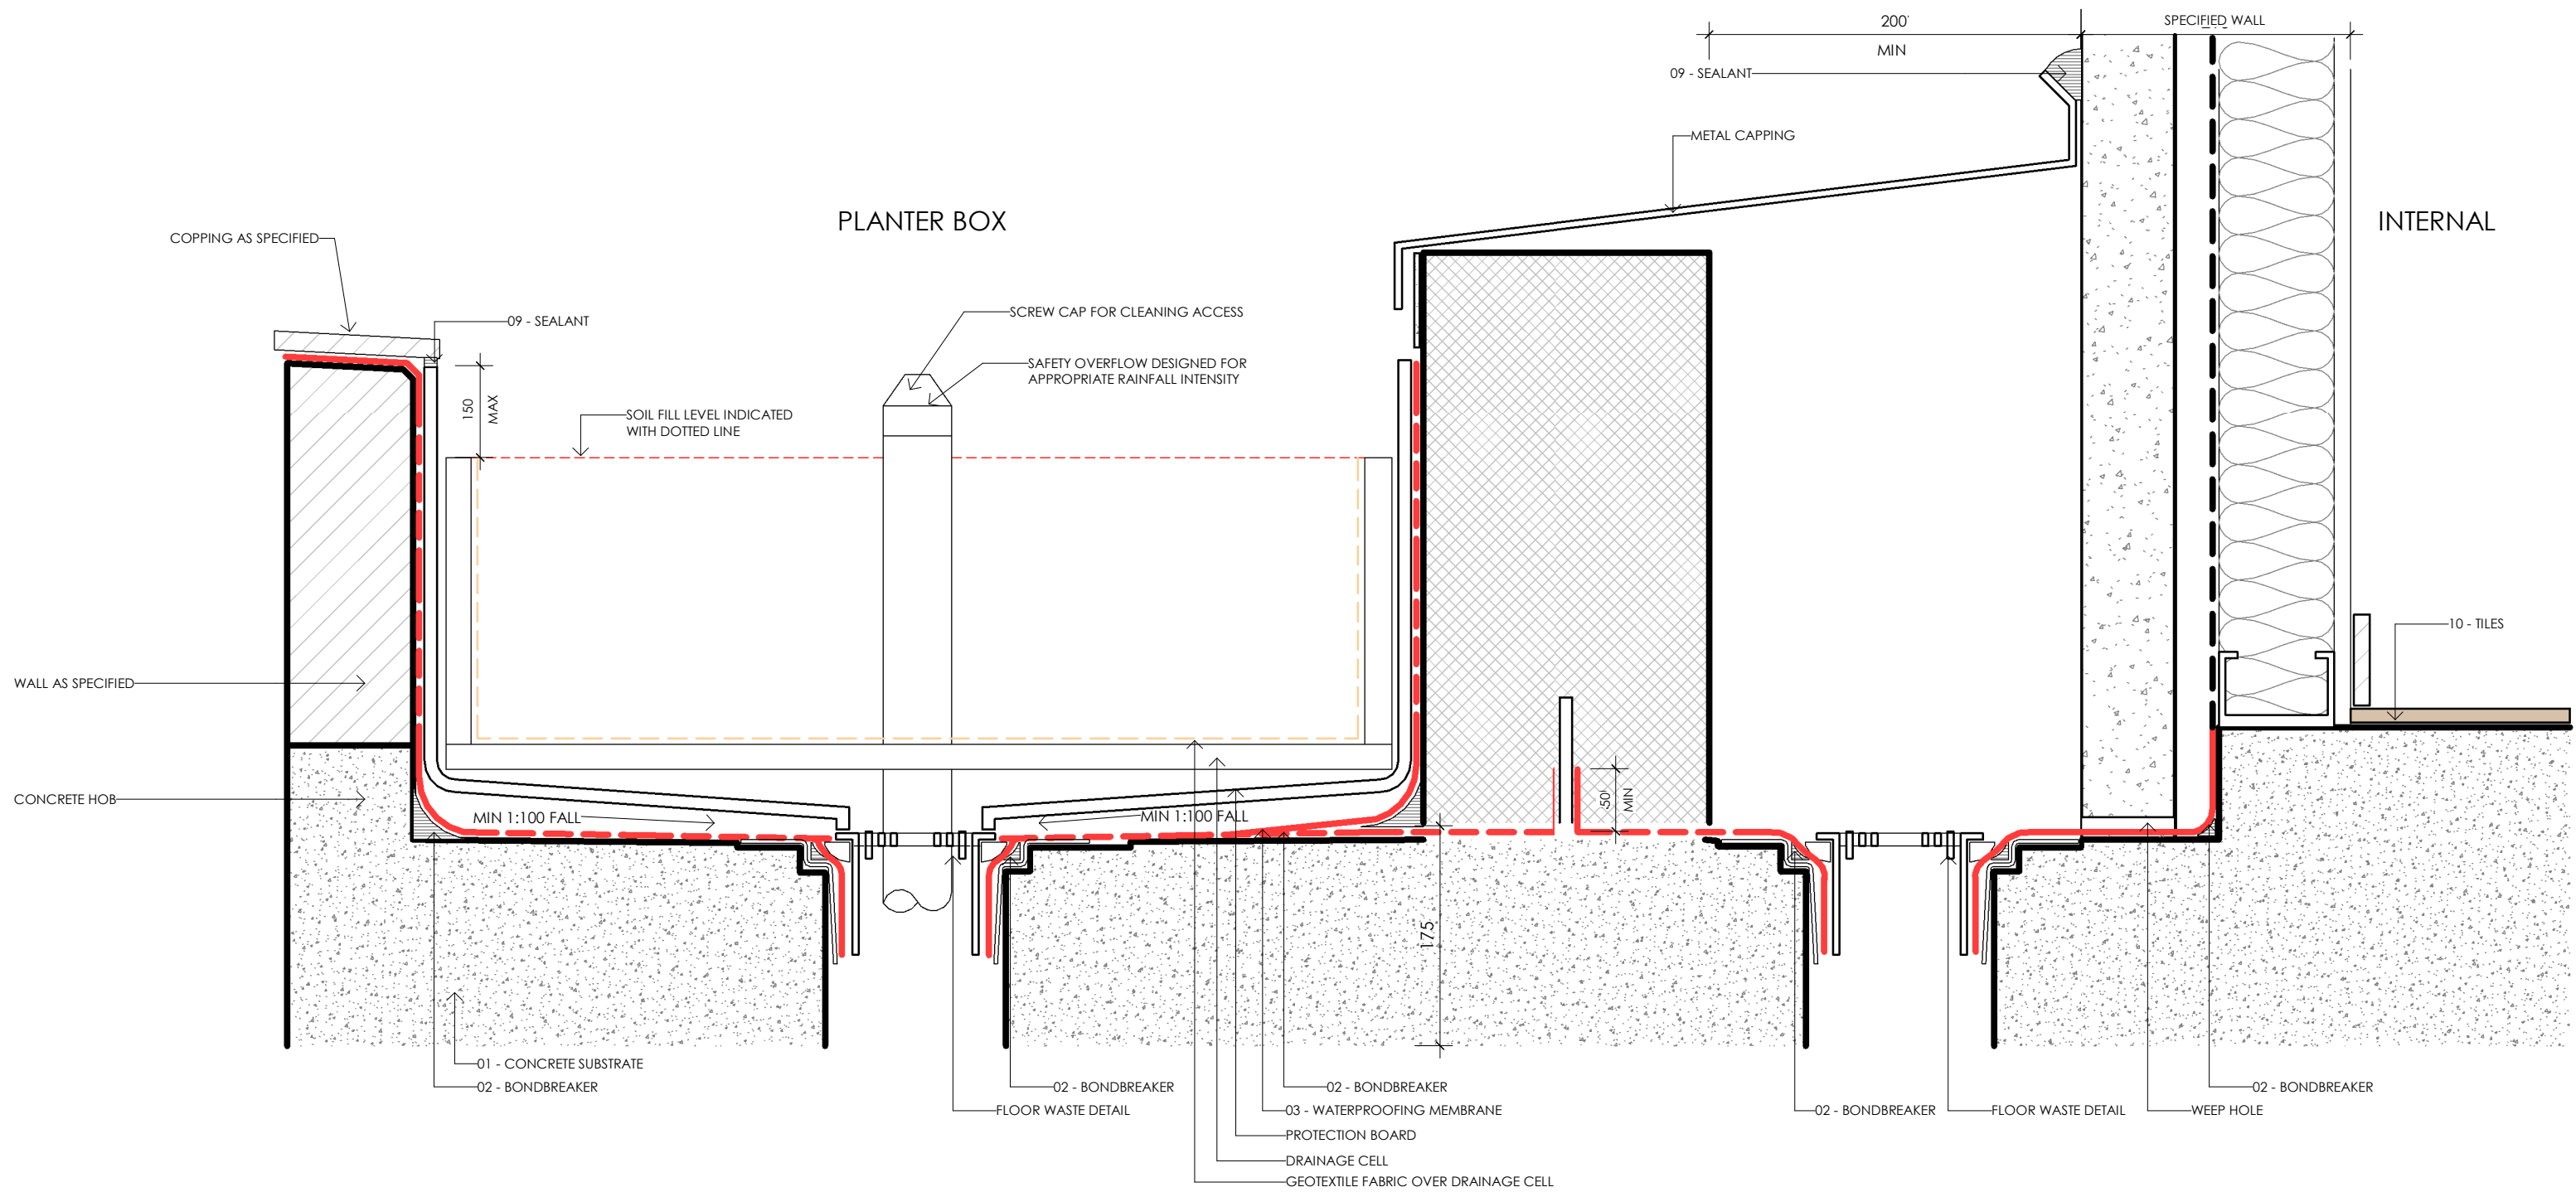 200'
MIN
SPECIFIED WALL
09 - SEALANT
METAL CAPPING
PLANTER BOX
INTERNAL
COPPING AS SPECIFIED
09 - SEALANT
SCREW CAP FOR CLEANING ACCESS
SAFETY OVERFLOW DESIGNED FOR
APPROPRIATE RAINFALL INTENSITY
150
MAX
SOIL FILL LEVEL INDICATED
WITH DOTTED LINE
10 - TILES
WALL AS SPECIFIED
CONCRETE HOB
MIN 1:100 FALL
MIN 1:100 FALL
50'
MIN
175
01 - CONCRETE SUBSTRATE
02 - BONDBREAKER
02 - BONDBREAKER
02 - BONDBREAKER
02 - BONDBREAKER
FLOOR WASTE DETAIL
03 - WATERPROOFING MEMBRANE
02 - BONDBREAKER
FLOOR WASTE DETAIL
WEEP HOLE
PROTECTION BOARD
DRAINAGE CELL
GEOTEXTILE FABRIC OVER DRAINAGE CELL